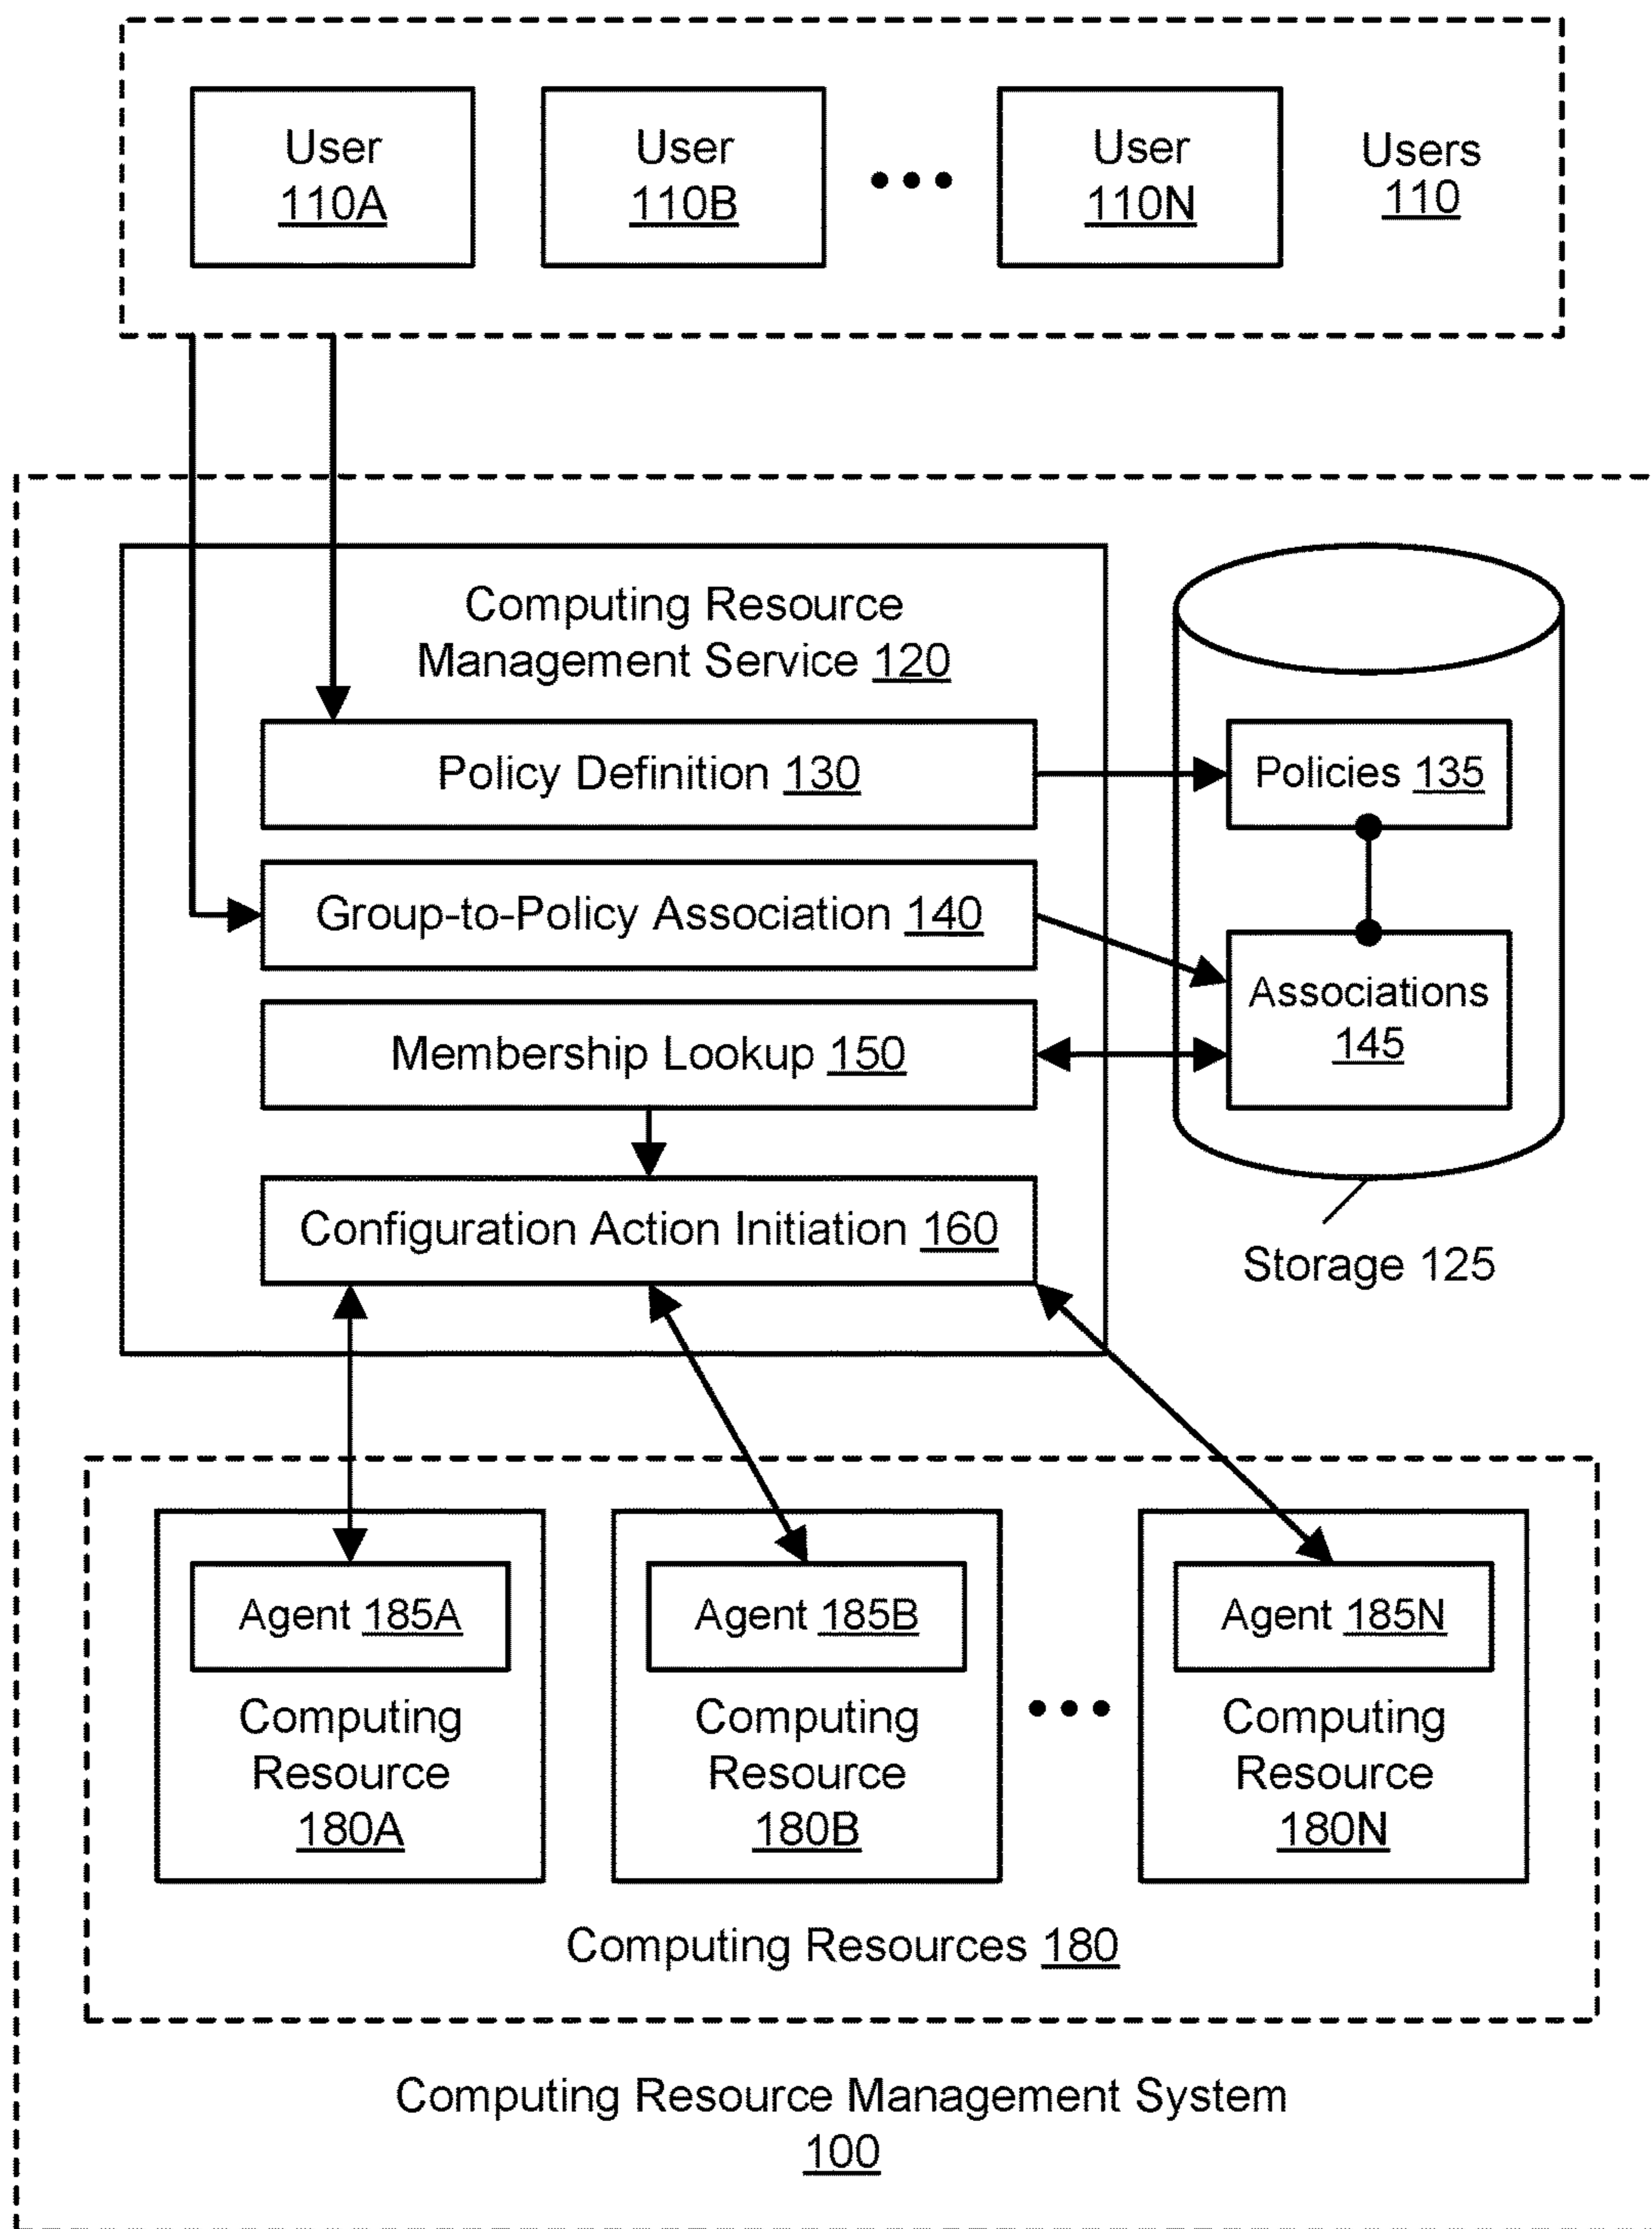 User
110A
User
110B
User
110N
Users
110
Computing Resource
Management Service 120
Policy Definition 130
Policies 135
Group-to-Policy Association 140
Associations
145
Membership Lookup 150
Configuration Action Initiation 160
Storage 125
Agent 185A
Computing
Resource
180A
Agent 185B
Computing
Resource
180B
Agent 185N
Computing
Resource
180N
Computing Resources 180
Computing Resource Management System
100